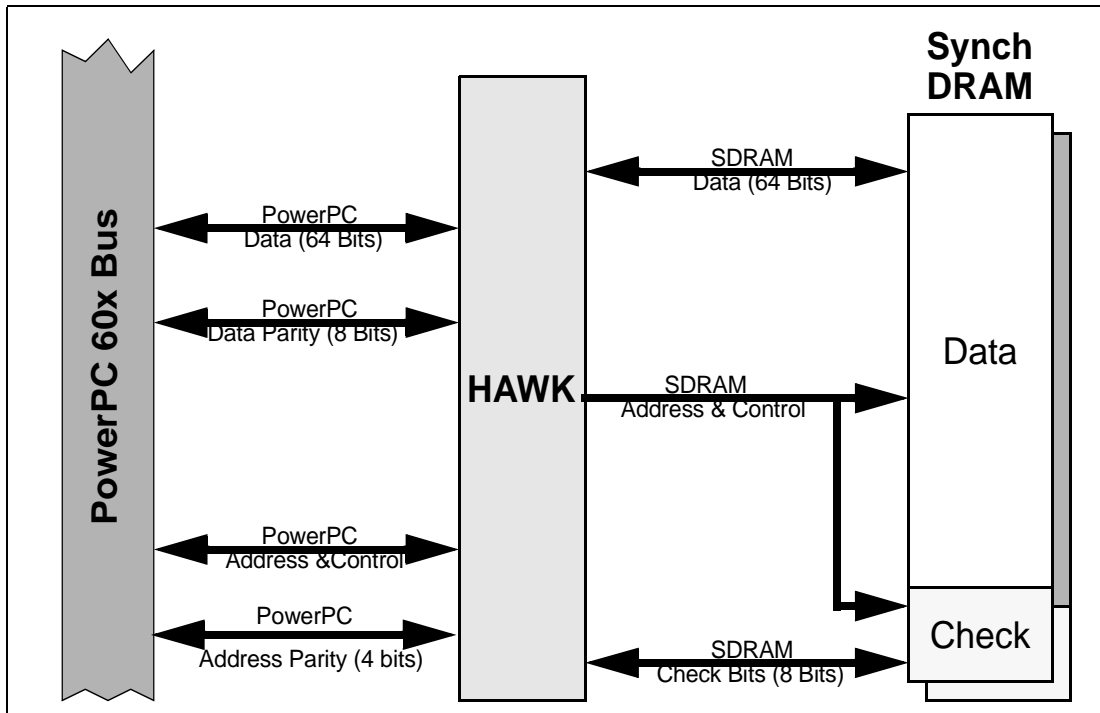 Synch
DRAM
SDRAM
Data (64 Bits)
PowerPC
Data (64 Bits)
PowerPC
Data Parity (8 Bits)
PowerPC 60x Bus
HAWK
SDRAM
Address & Control
Data
PowerPC
Address &Control
PowerPC
Address Parity (4 bits)
SDRAM
Check Bits (8 Bits)
Check